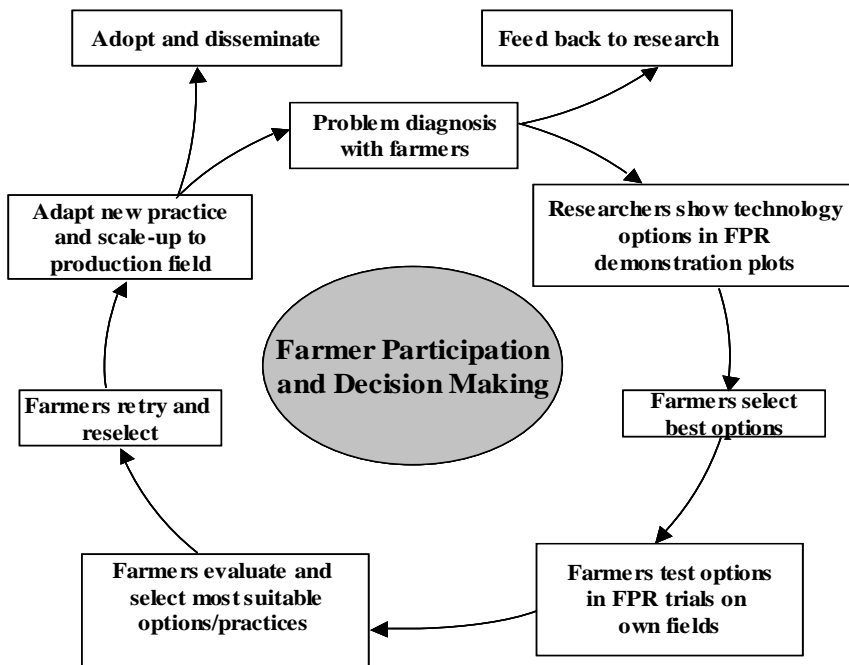 Adopt and disseminate
Feed back to research
Problem diagnosis
with farmers
Adapt new practice
and scale-up to
production field
Researchers show technology
options in FPR
demonstration plots
Farmer Participation
and Decision Making
Farmers retry and
reselect
Farmers select
best options
Farmers evaluate and
select most suitable
options/practices
Farmers test options
in FPR trials on
own fields